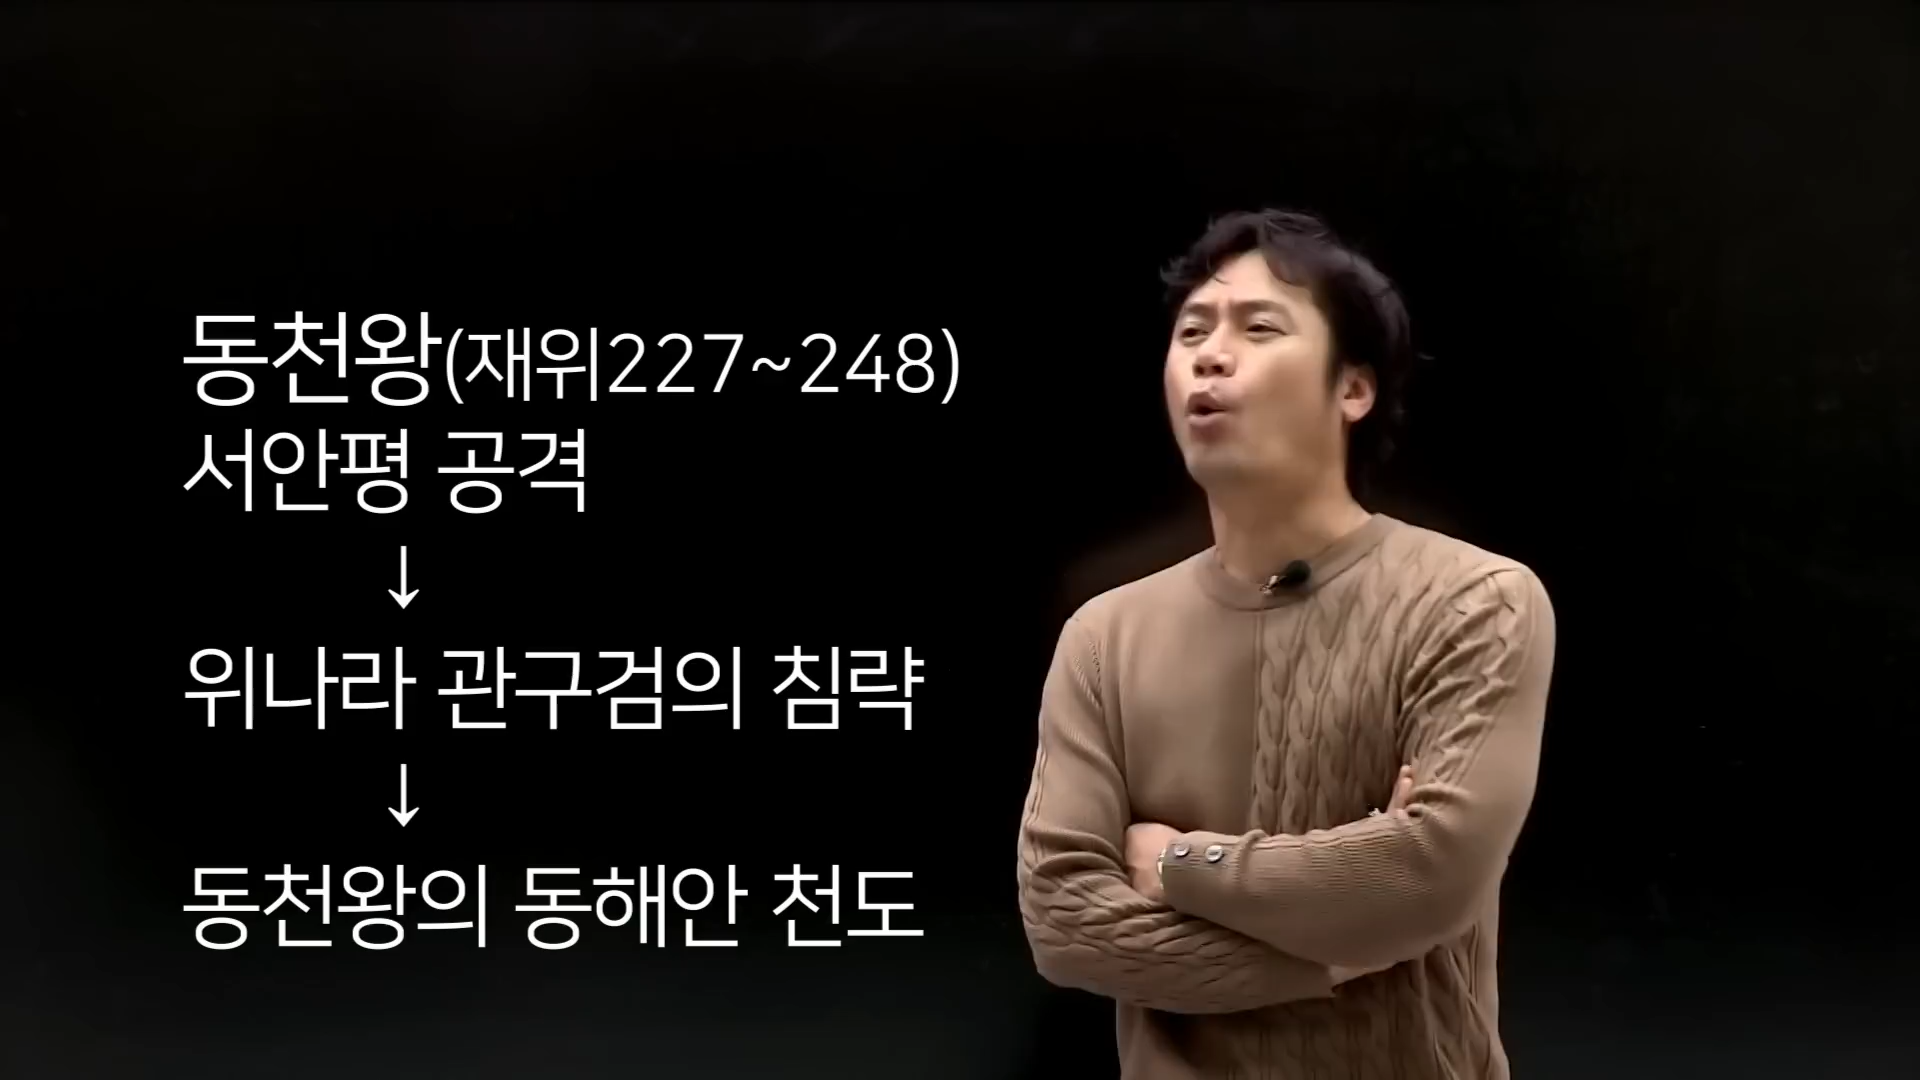 동천왕(재위227~248)
서안평 공격
↓
위나라 관구검의 침략
↓
동천왕의 동해안 천도